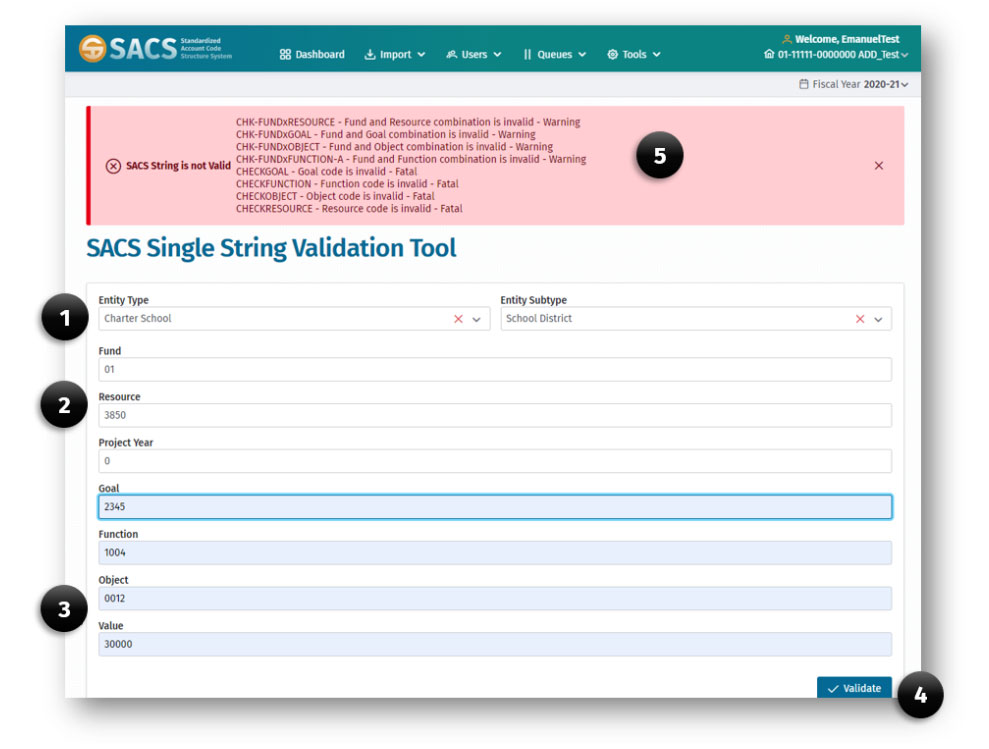 SACS Standardized
Account Code
Structure System
Dashboard Import Users Queues Tools
Welcome, EmanuelTest
01-11111-0000000 ADD_Test
Fiscal Year 2020-21
SACS String is not Valid
CHK-FUNDxRESOURCE - Fund and Resource combination is invalid - Warning
CHK-FUNDxGOAL - Fund and Goal combination is invalid - Warning
CHK-FUNDxOBJECT - Fund and Object combination is invalid - Warning
CHK-FUNDxFUNCTION-A - Fund and Function combination is invalid - Warning
CHECKGOAL - Goal code is invalid - Fatal
CHECKFUNCTION - Function code is invalid - Fatal
CHECKOBJECT - Object code is invalid - Fatal
CHECKRESOURCE - Resource code is invalid - Fatal
5
SACS Single String Validation Tool
1
Entity Type
Charter School
Entity Subtype
School District
Fund
01
2
Resource
3850
Project Year
0
Goal
2345
Function
1004
Object
0012
3
Value
30000
Validate
4